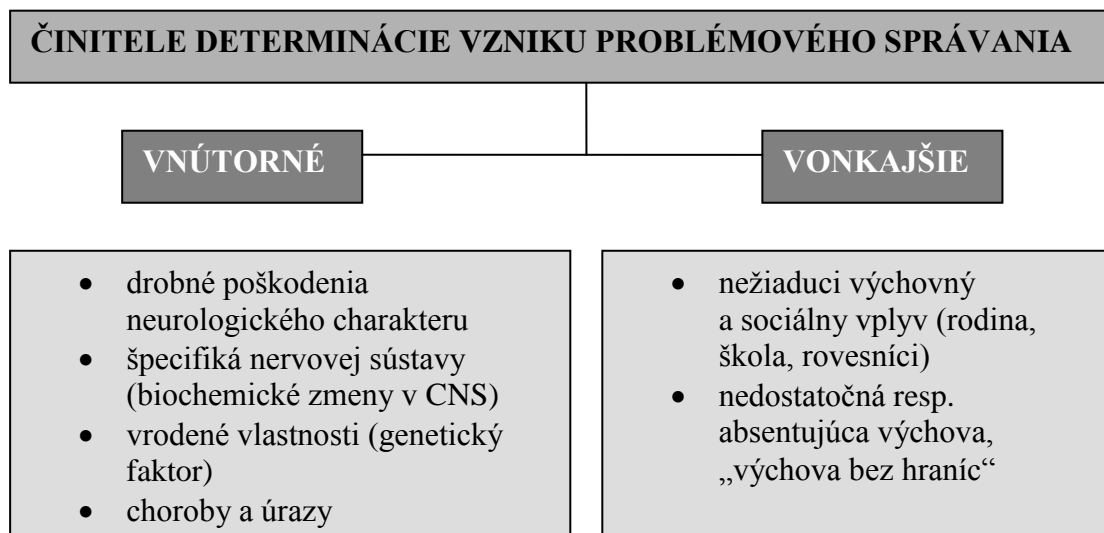 ČINITELE DETERMINÁCIE VZNIKU PROBLÉMOVÉHO SPRÁVANIA
VNÚTORNÉ
VONKAJŠIE
• drobné poškodenia
neurologického charakteru
• špecifiká nervovej sústavy
(biochemické zmeny v CNS)
• vrodené vlastnosti (genetický
faktor)
• choroby a úrazy
• nežiaduci výchovný
a sociálny vplyv (rodina,
škola, rovesníci)
• nedostatočná resp.
absentujúca výchova,
„výchova bez hraníc“